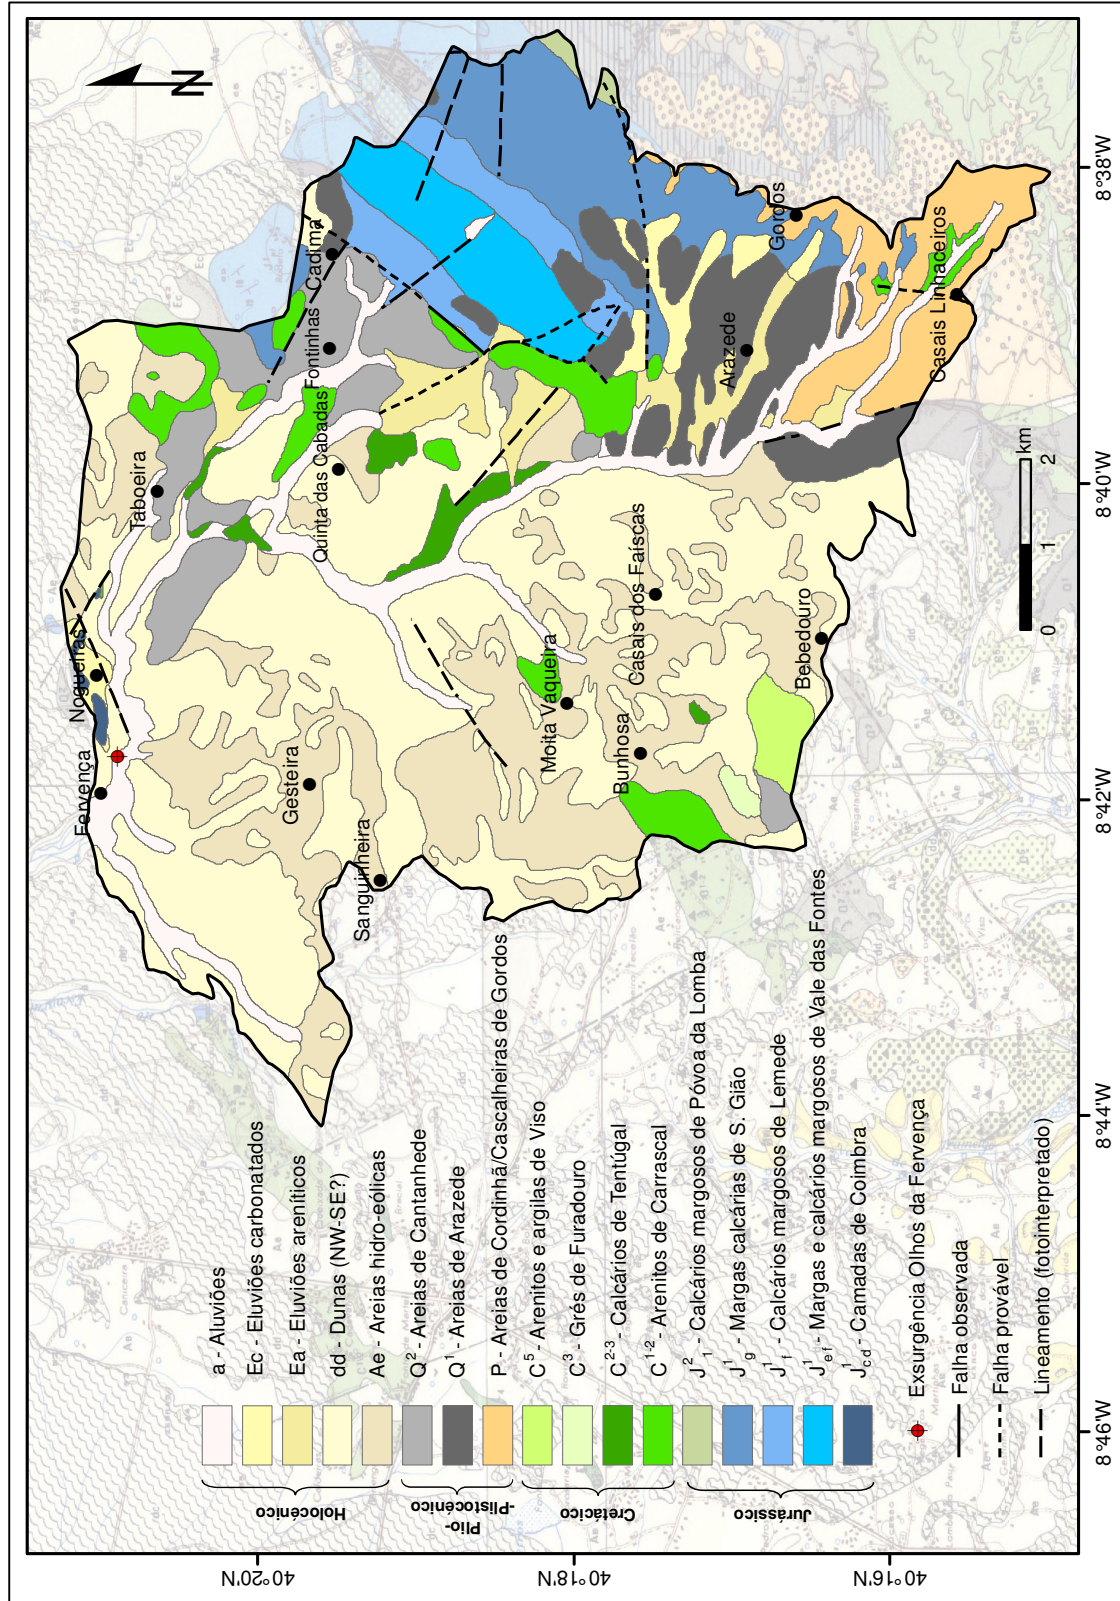 N
Fervença
Nogueiras
Taboeira
Cadima
Fontinhas
Quinta das Cabadas
Gesteira
Sanguinheira
Moita Vaqueira
Casais dos Faíscas
Bunhosa
Bebedouro
Arazede
Gordos
Casais Linhaceiros
0 1 2 km
40°20'N
40°18'N
40°16'N
8°46'W
8°44'W
8°42'W
8°40'W
8°38'W
Holocénico
a - Aluviões
Ec - Eluviões carbonatados
Ea - Eluviões areníticos
dd - Dunas (NW-SE?)
Ae - Areias hidro-eólicas
Plio-
-Plistocénico
Q² - Areias de Cantanhede
Q¹ - Areias de Arazede
P - Areias de Cordinhã/Cascalheiras de Gordos
Cretácico
C⁵ - Arenitos e argilas de Viso
C³ - Grés de Furadouro
C²⁻³ - Calcários de Tentúgal
C¹⁻² - Arenitos de Carrascal
Jurássico
J²₁ - Calcários margosos de Póvoa da Lomba
J¹g - Margas calcárias de S. Gião
J¹f - Calcários margosos de Lemede
J¹ef - Margas e calcários margosos de Vale das Fontes
J¹cd - Camadas de Coimbra
Exsurgência Olhos da Fervença
Falha observada
Falha provável
Lineamento (fotointerpretado)